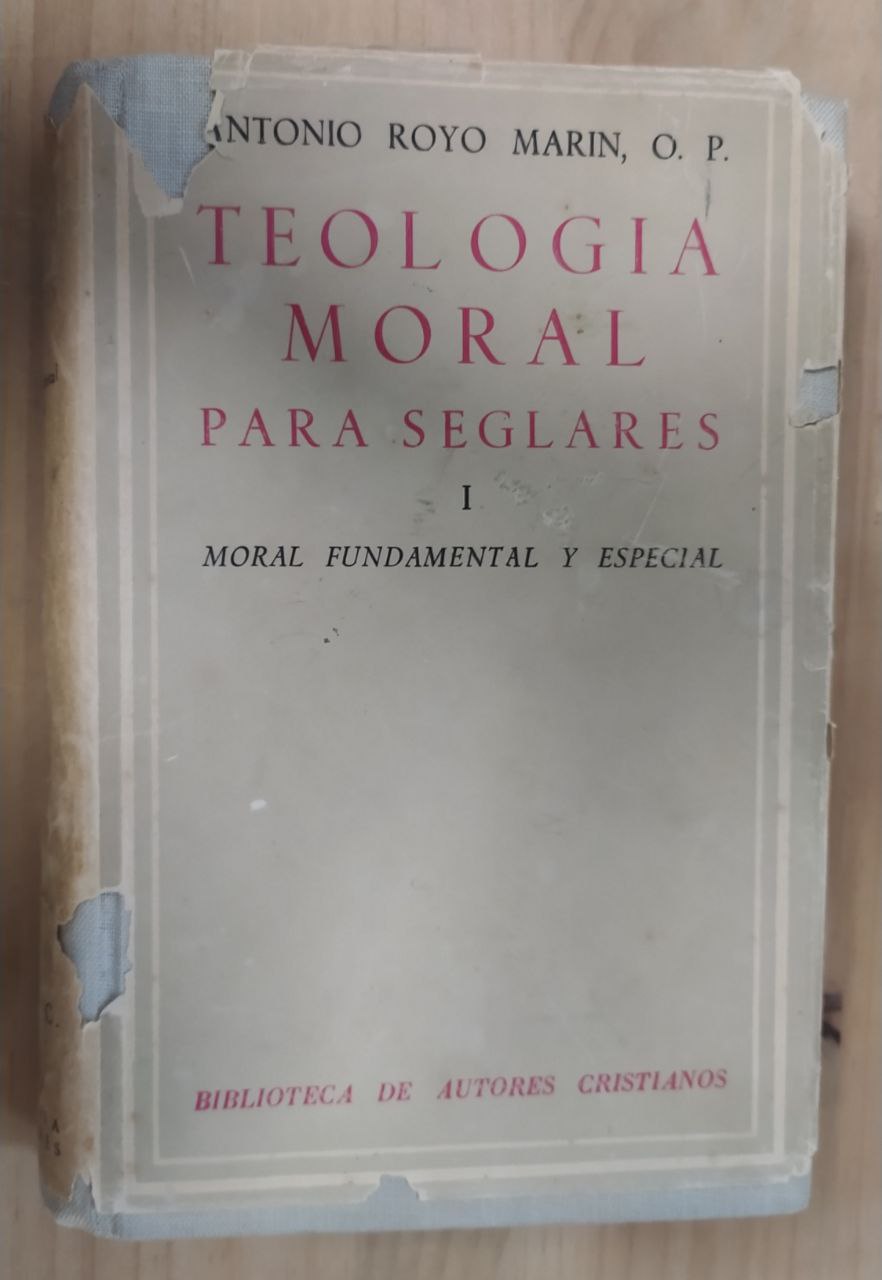 ANTONIO ROYO MARIN, O. P.
TEOLOGIA
MORAL
PARA SEGLARES
I
MORAL FUNDAMENTAL Y ESPECIAL
BIBLIOTECA DE AUTORES CRISTIANOS